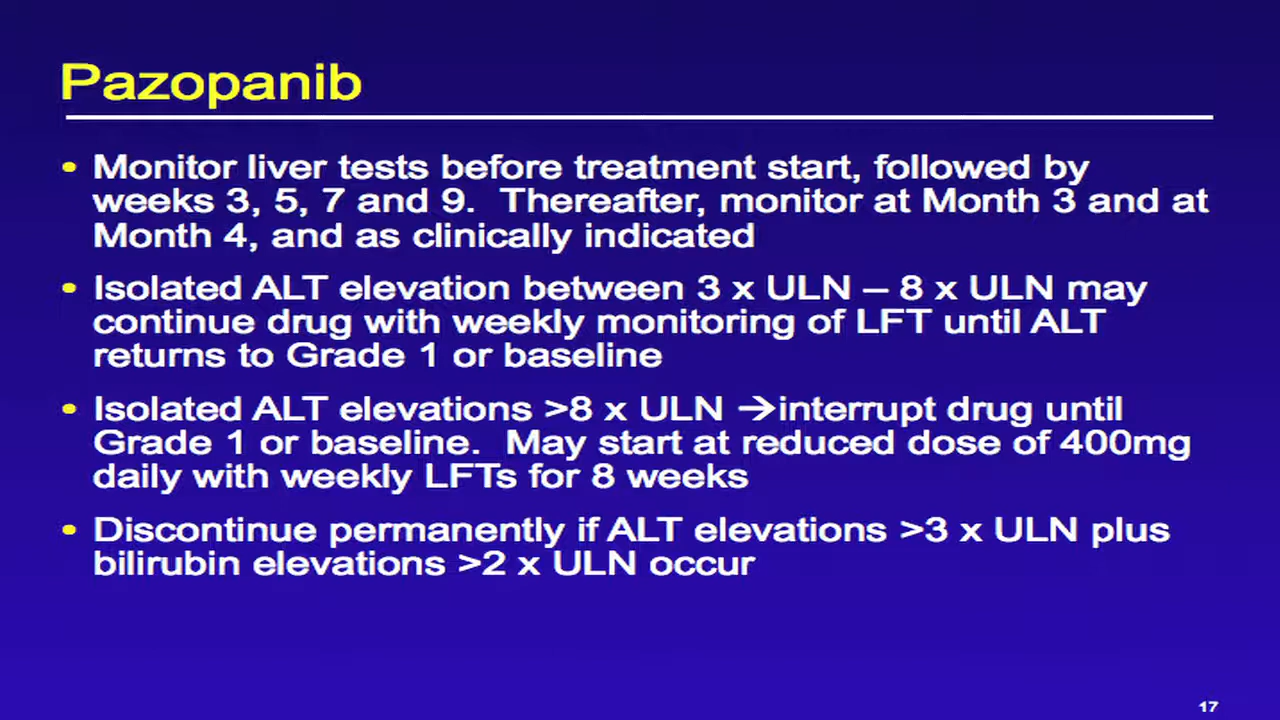 Pazopanib
• Monitor liver tests before treatment start, followed by
weeks 3, 5, 7 and 9.  Thereafter, monitor at Month 3 and at
Month 4, and as clinically indicated
• Isolated ALT elevation between 3 x ULN – 8 x ULN may
continue drug with weekly monitoring of LFT until ALT
returns to Grade 1 or baseline
• Isolated ALT elevations >8 x ULN →interrupt drug until
Grade 1 or baseline.  May start at reduced dose of 400mg
daily with weekly LFTs for 8 weeks
• Discontinue permanently if ALT elevations >3 x ULN plus
bilirubin elevations >2 x ULN occur
17